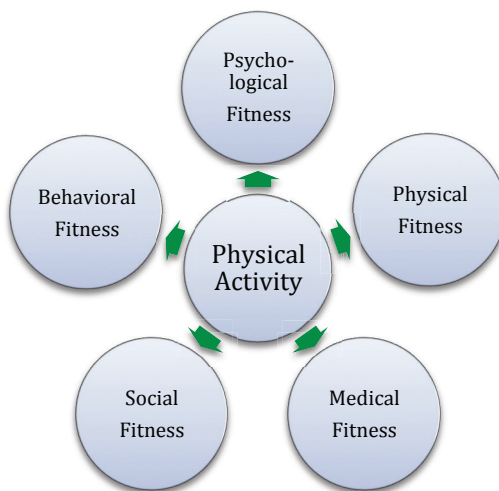 Psycho-
logical
Fitness
Behavioral
Fitness
Physical
Fitness
Physical
Activity
Social
Fitness
Medical
Fitness